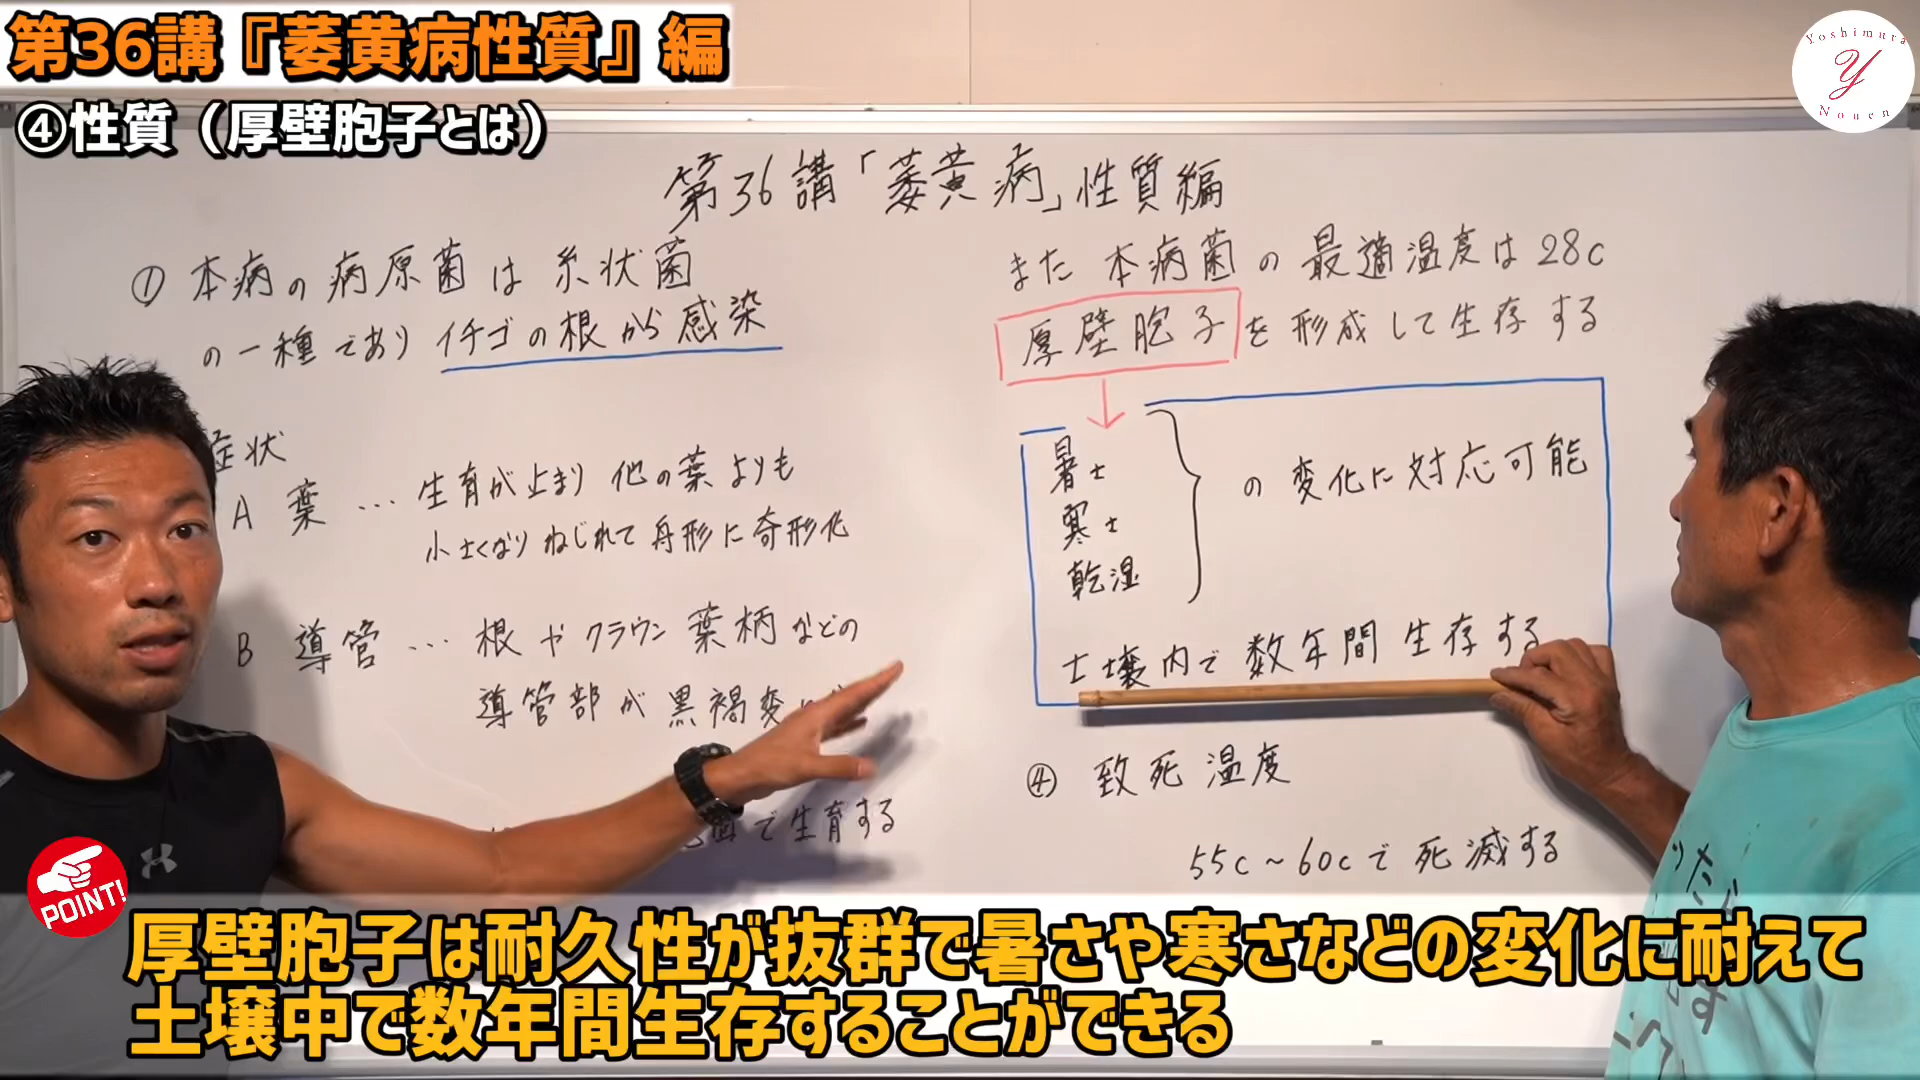 第36講『萎黄病性質』編
④性質（厚壁胞子とは）
Yoshimura
Y
Nouen
第36講「萎黄病」性質編
① 本病の病原菌は糸状菌
の一種であり イチゴの根から感染
症状
A 葉 … 生育が止まり 他の葉よりも
小さくなり ねじれて 舟形に奇形化
B 導管 … 根やクラウン 葉柄などの
導管部が黒褐変
で生育する
また 本病菌の最適温度は28c
厚壁胞子を形成して生存する
暑さ
寒さ
乾湿
の変化に対応可能
土壌内で数年間生存する
④ 致死温度
55c～60cで死滅する
POINT!
厚壁胞子は耐久性が抜群で暑さや寒さなどの変化に耐えて
土壌中で数年間生存することができる